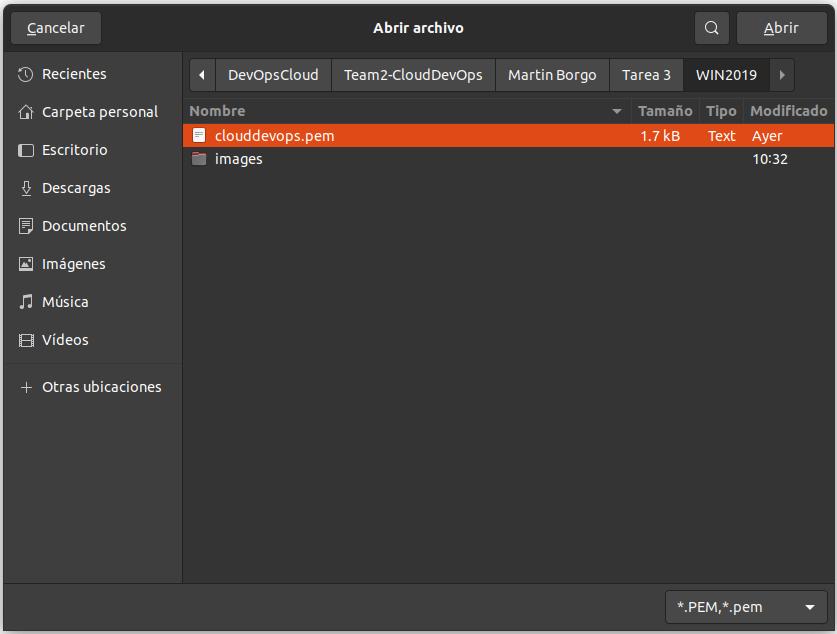 Cancelar Abrir archivo Abrir
Recientes
Carpeta personal
Escritorio
Descargas
Documentos
Imágenes
Música
Vídeos
Otras ubicaciones
DevOpsCloud Team2-CloudDevOps Martin Borgo Tarea 3 WIN2019
Nombre Tamaño Tipo Modificado
clouddevops.pem 1.7 kB Text Ayer
images 10:32
*.PEM,*.pem